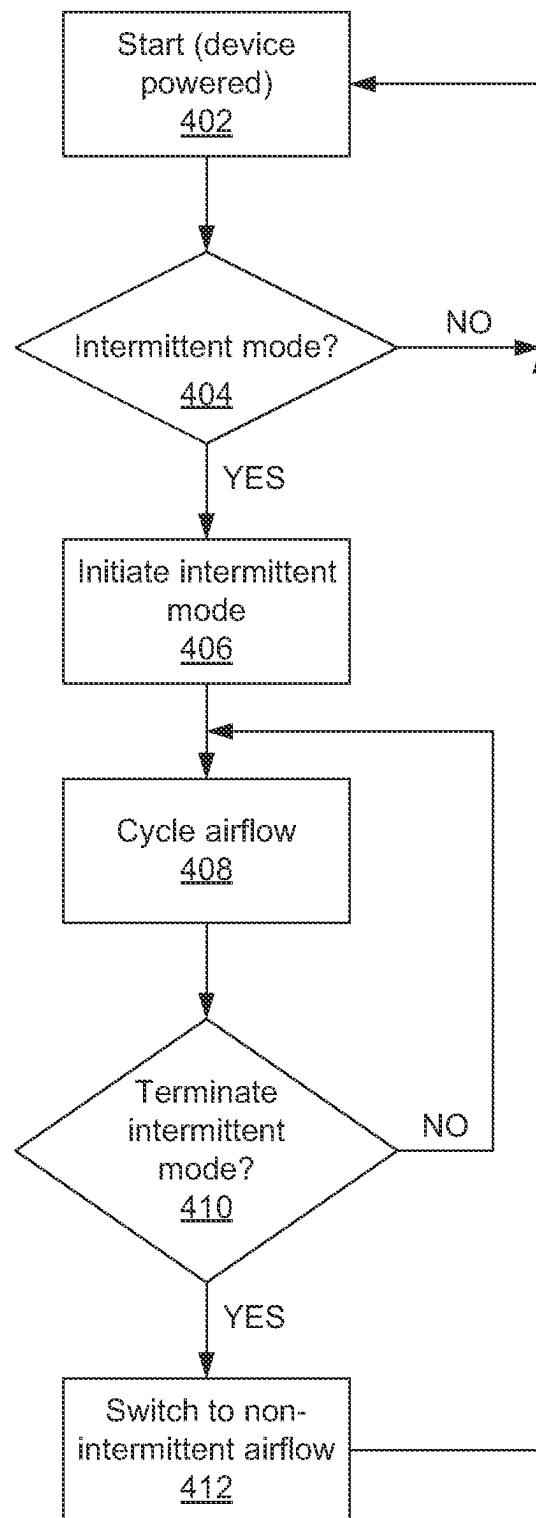 Start (device
powered)
402
Intermittent mode?
404
NO
YES
Initiate intermittent
mode
406
Cycle airflow
408
Terminate
intermittent
mode?
410
NO
YES
Switch to non-
intermittent airflow
412